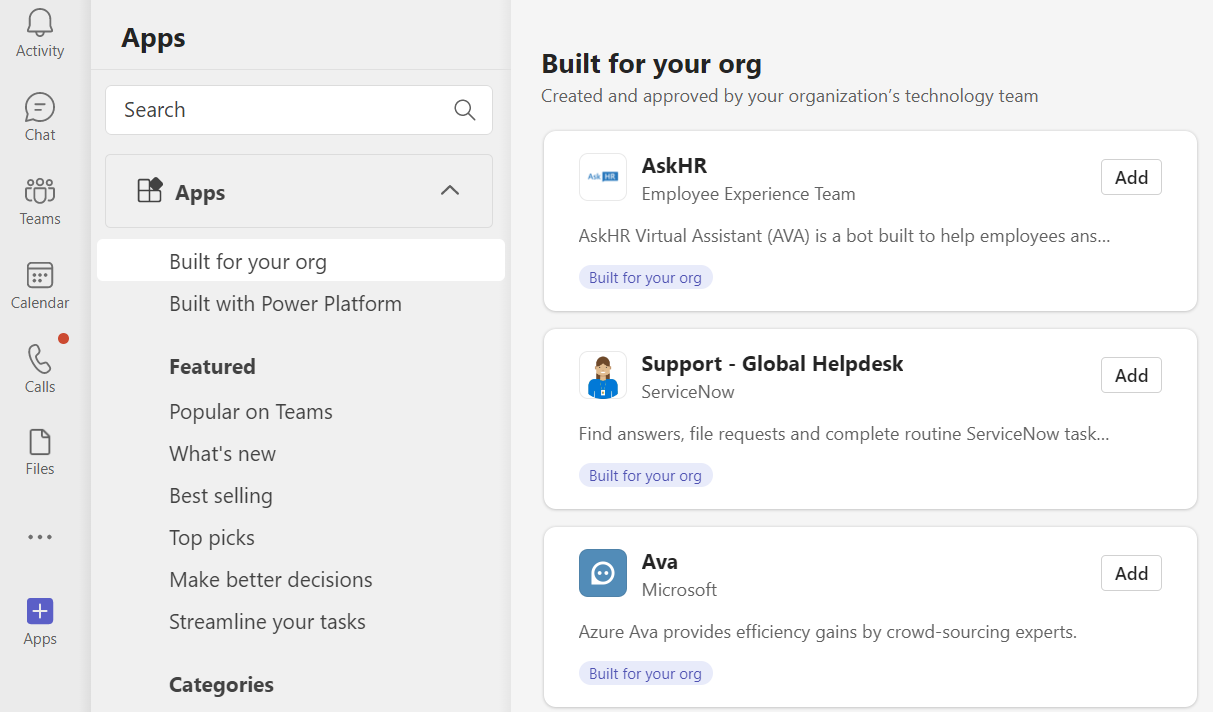 Activity
Chat
Teams
Calendar
Calls
Files
Apps
Apps
Search
Apps
Built for your org
Built with Power Platform
Featured
Popular on Teams
What's new
Best selling
Top picks
Make better decisions
Streamline your tasks
Categories
Built for your org
Created and approved by your organization’s technology team
Ask HR
AskHR
Employee Experience Team
Add
AskHR Virtual Assistant (AVA) is a bot built to help employees ans...
Built for your org
Support - Global Helpdesk
ServiceNow
Add
Find answers, file requests and complete routine ServiceNow task...
Built for your org
Ava
Microsoft
Add
Azure Ava provides efficiency gains by crowd-sourcing experts.
Built for your org